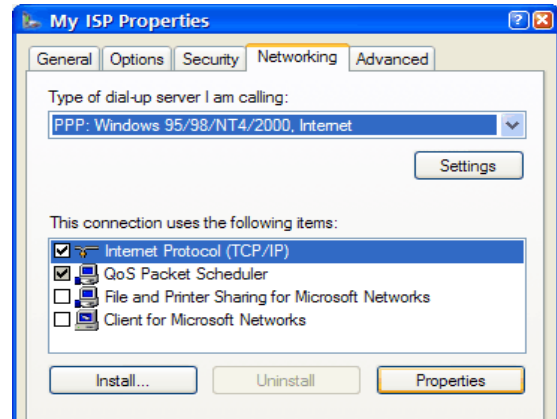 My ISP Properties
General Options Security Networking Advanced
Type of dial-up server I am calling:
PPP: Windows 95/98/NT4/2000, Internet
Settings
This connection uses the following items:
Internet Protocol (TCP/IP)
QoS Packet Scheduler
File and Printer Sharing for Microsoft Networks
Client for Microsoft Networks
Install... Uninstall Properties